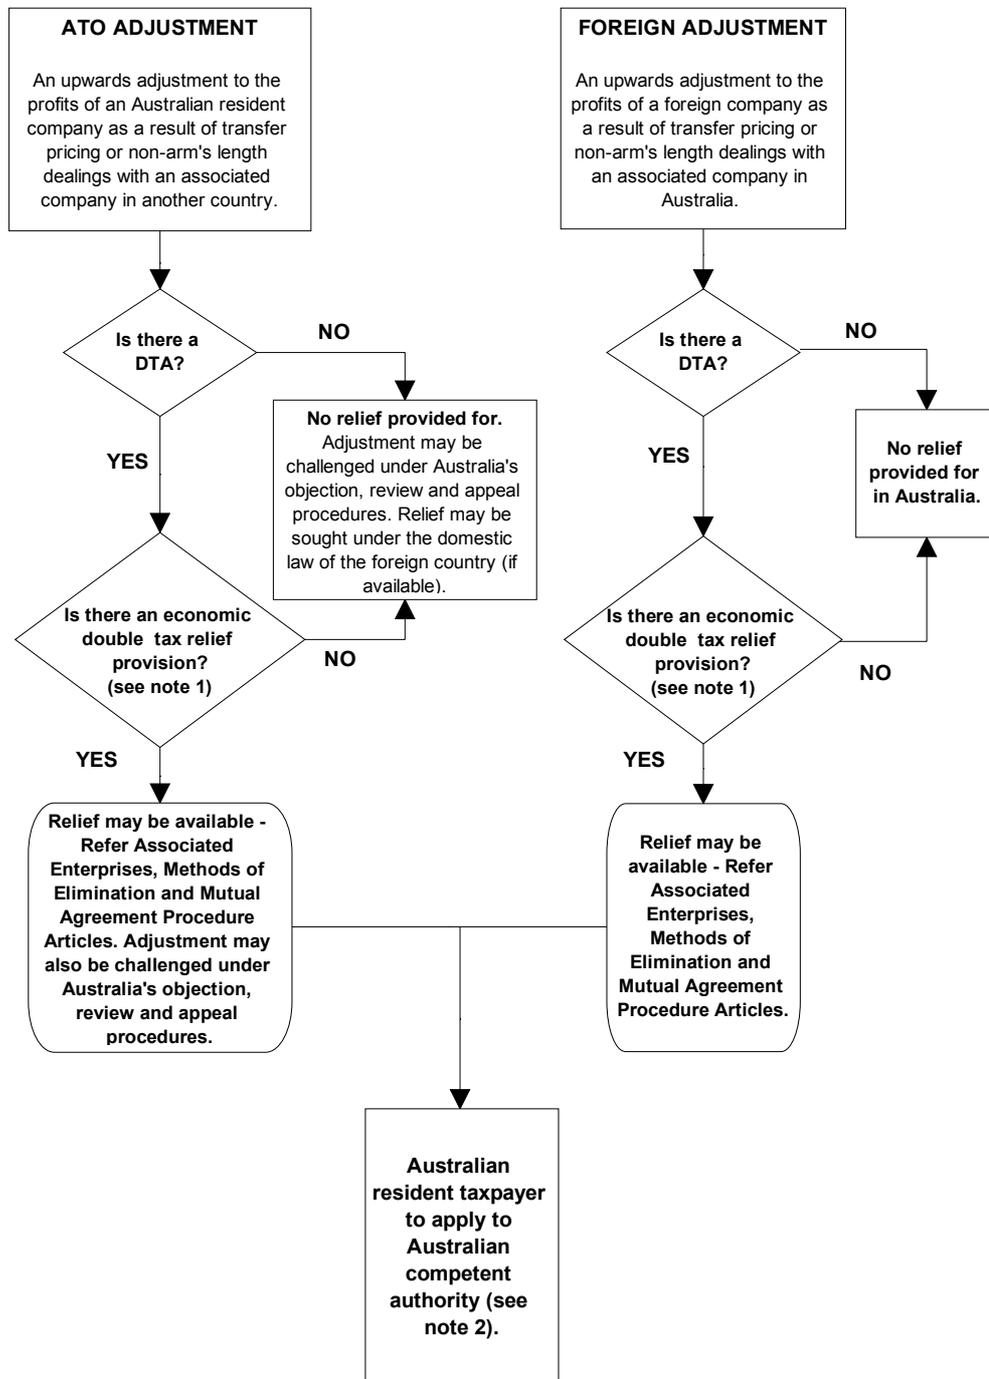 ATO ADJUSTMENT
An upwards adjustment to the
profits of an Australian resident
company as a result of transfer
pricing or non-arm's length
dealings with an associated
company in another country.
FOREIGN ADJUSTMENT
An upwards adjustment to the
profits of a foreign company as
a result of transfer pricing or
non-arm's length dealings with
an associated company in
Australia.
Is there a
DTA?
NO
YES
No relief provided for.
Adjustment may be
challenged under Australia's
objection, review and appeal
procedures. Relief may be
sought under the domestic
law of the foreign country (if
available).
Is there a
DTA?
NO
YES
No relief
provided for
in Australia.
Is there an economic
double tax relief
provision?
(see note 1)
NO
YES
Is there an economic
double tax relief
provision?
(see note 1)
NO
YES
Relief may be available -
Refer Associated
Enterprises, Methods of
Elimination and Mutual
Agreement Procedure
Articles. Adjustment may
also be challenged under
Australia's objection,
review and appeal
procedures.
Relief may be
available - Refer
Associated
Enterprises,
Methods of
Elimination and
Mutual Agreement
Procedure Articles.
Australian
resident taxpayer
to apply to
Australian
competent
authority (see
note 2).